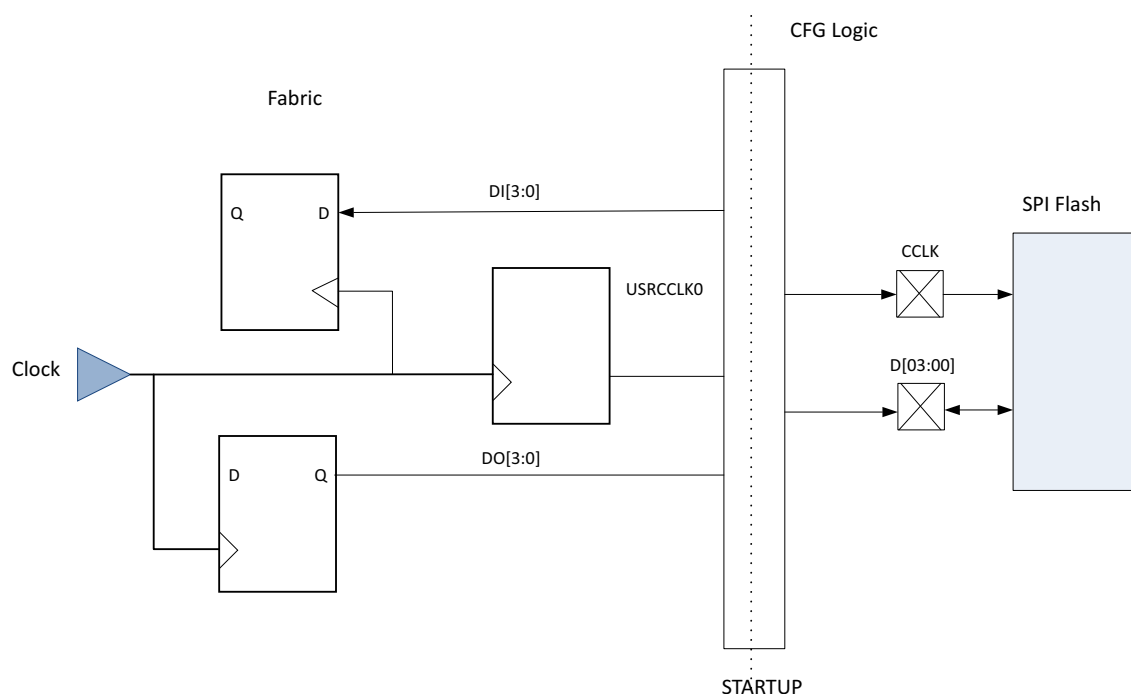 CFG Logic
Fabric
DI[3:0]
Q D
SPI Flash
CCLK
USRCCLK0
Clock
D[03:00]
DO[3:0]
D Q
STARTUP